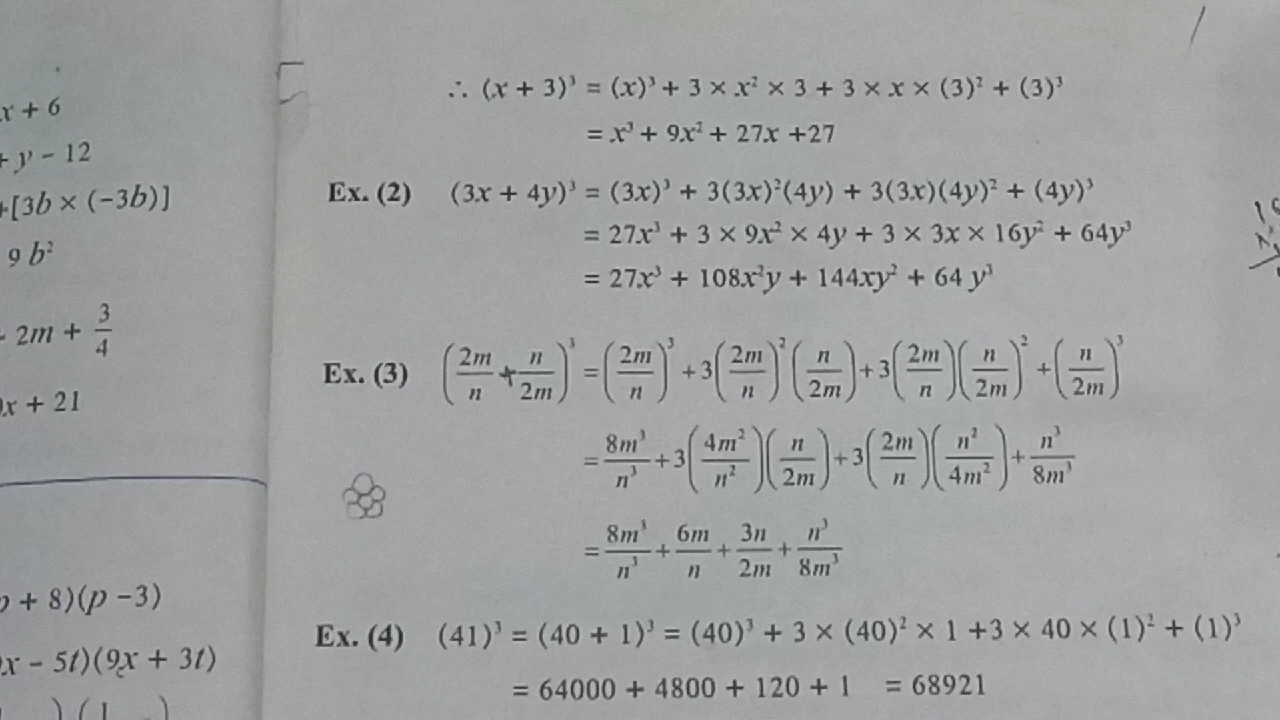 x + 6
+ y – 12
+[3b × (–3b)]
9 b²
2m + 3/4
x + 21
+ 8)(p –3)
x – 5t)(9x + 3t)
∴ (x + 3)³ = (x)³ + 3 × x² × 3 + 3 × x × (3)² + (3)³
= x³ + 9x² + 27x +27
Ex. (2) (3x + 4y)³ = (3x)³ + 3(3x)²(4y) + 3(3x)(4y)² + (4y)³
= 27x³ + 3 × 9x² × 4y + 3 × 3x × 16y² + 64y³
= 27x³ + 108x²y + 144xy² + 64 y³
Ex. (3) (2m/n + n/2m)³ = (2m/n)³ + 3(2m/n)²(n/2m) + 3(2m/n)(n/2m)² + (n/2m)³
= 8m³/n³ + 3(4m²/n²)(n/2m) + 3(2m/n)(n²/4m²) + n³/8m³
= 8m³/n³ + 6m/n + 3n/2m + n³/8m³
Ex. (4) (41)³ = (40 + 1)³ = (40)³ + 3 × (40)² × 1 +3 × 40 × (1)² + (1)³
= 64000 + 4800 + 120 + 1 = 68921